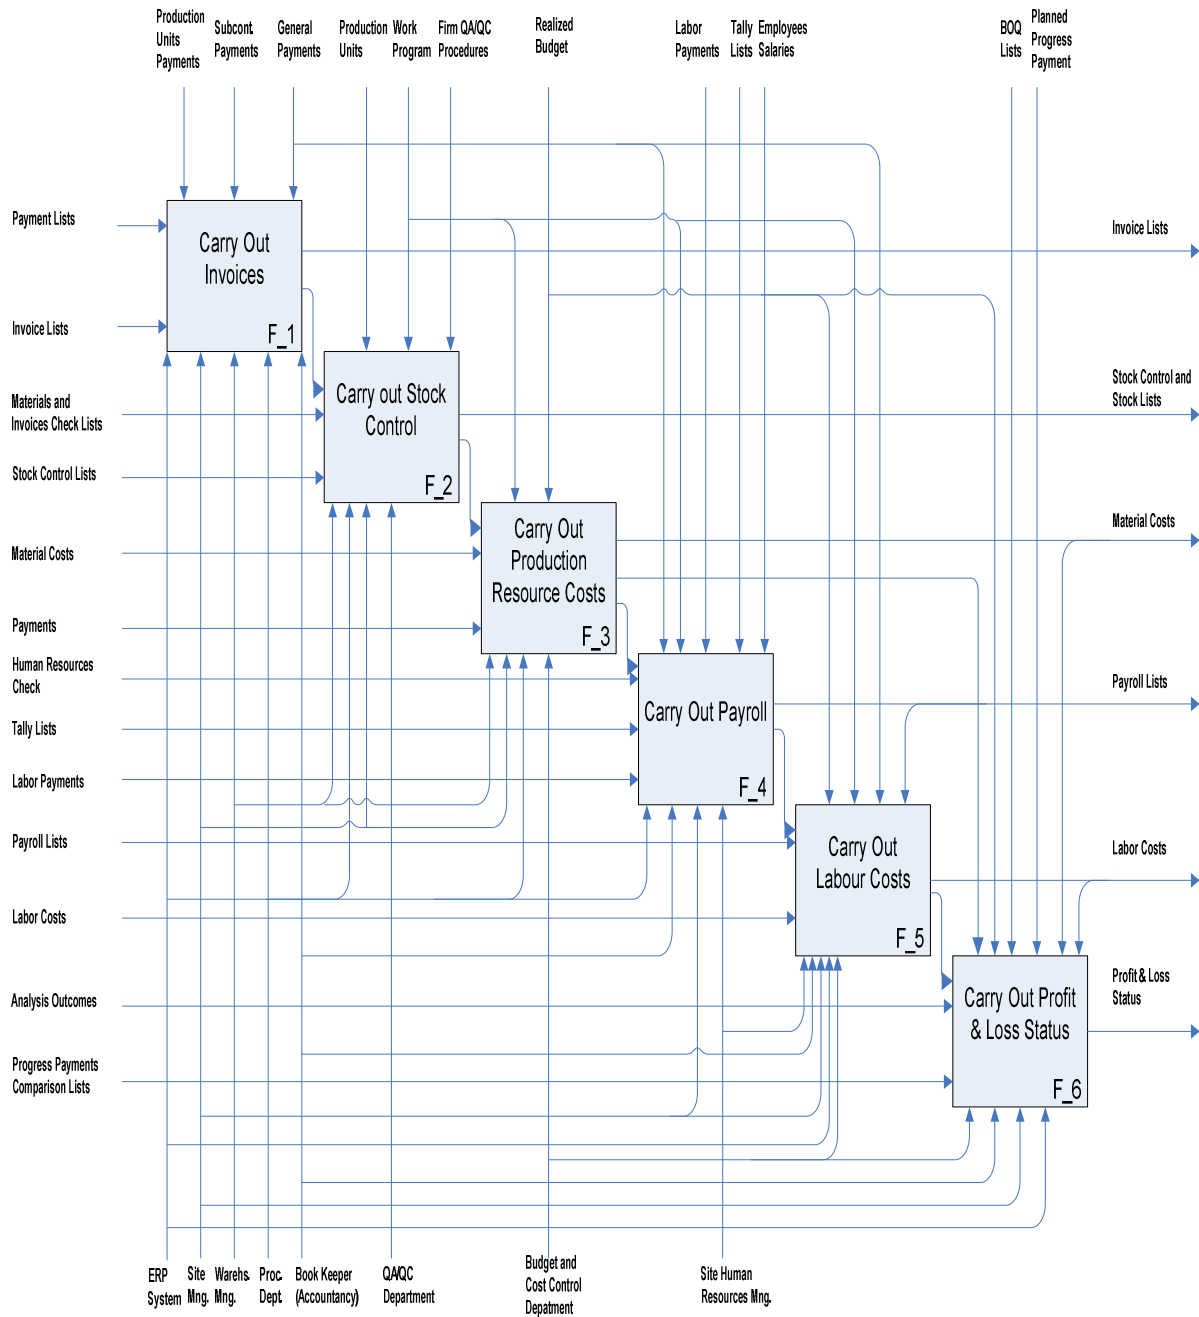 Production
Units
Payments
Subcont.
Payments
General
Payments
Production
Units
Work
Program
Firm QA/QC
Procedures
Realized
Budget
Labor
Payments
Tally
Lists
Employees
Salaries
BOQ
Lists
Planned
Progress
Payment
Payment Lists
Invoice Lists
Materials and
Invoices Check Lists
Stock Control Lists
Material Costs
Payments
Human Resources
Check
Tally Lists
Labor Payments
Payroll Lists
Labor Costs
Analysis Outcomes
Progress Payments
Comparison Lists
Carry Out
Invoices
F_1
Carry out Stock
Control
F_2
Carry Out
Production
Resource Costs
F_3
Carry Out Payroll
F_4
Carry Out
Labour Costs
F_5
Carry Out Profit
& Loss Status
F_6
Invoice Lists
Stock Control and
Stock Lists
Material Costs
Payroll Lists
Labor Costs
Profit & Loss
Status
ERP
System
Site
Mng.
Warehs.
Mng.
Proc.
Dept.
Book Keeper
(Accountancy)
QA/QC
Department
Budget and
Cost Control
Depatment
Site Human
Resources Mng.